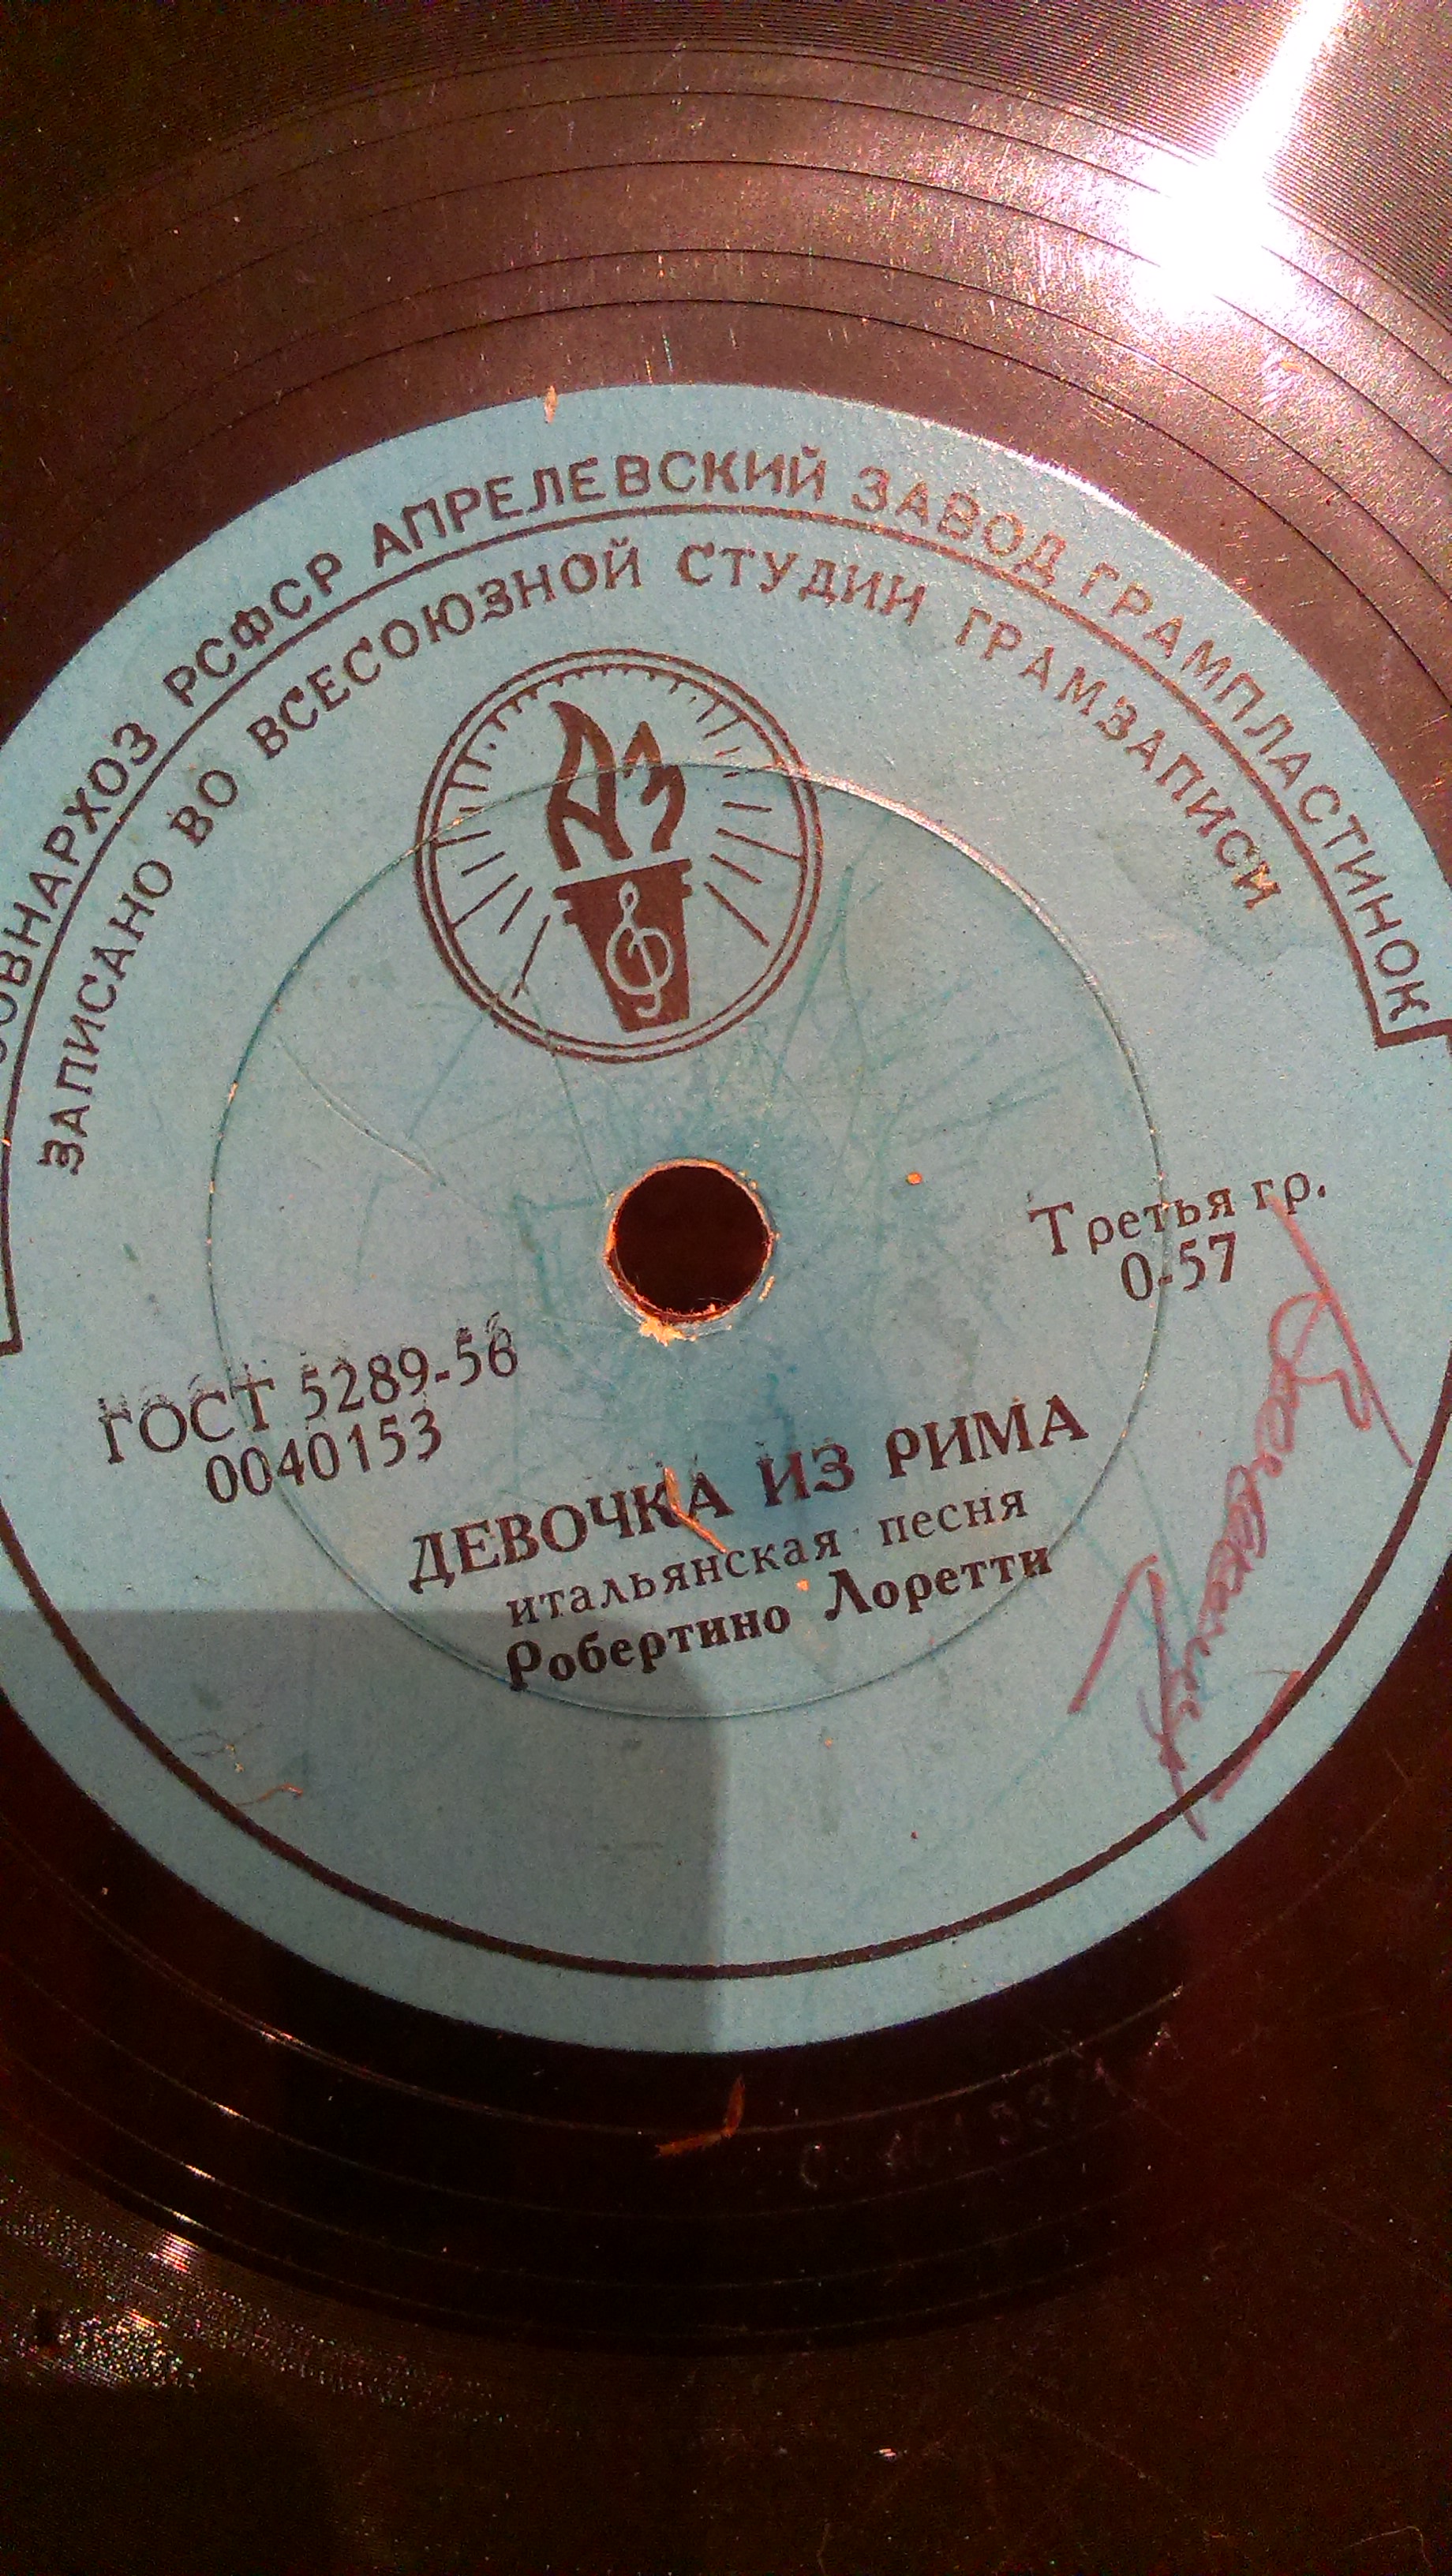 СОВНАРХОЗ РСФСР АПРЕЛЕВСКИЙ ЗАВОД ГРАМПЛАСТИНОК
ЗАПИСАНО ВО ВСЕСОЮЗНОЙ СТУДИИ ГРАМЗАПИСИ
АЗ
Третья гр.
0-57
ГОСТ 5289-56
0040153
ДЕВОЧКА ИЗ РИМА
итальянская песня
Робертино Лоретти